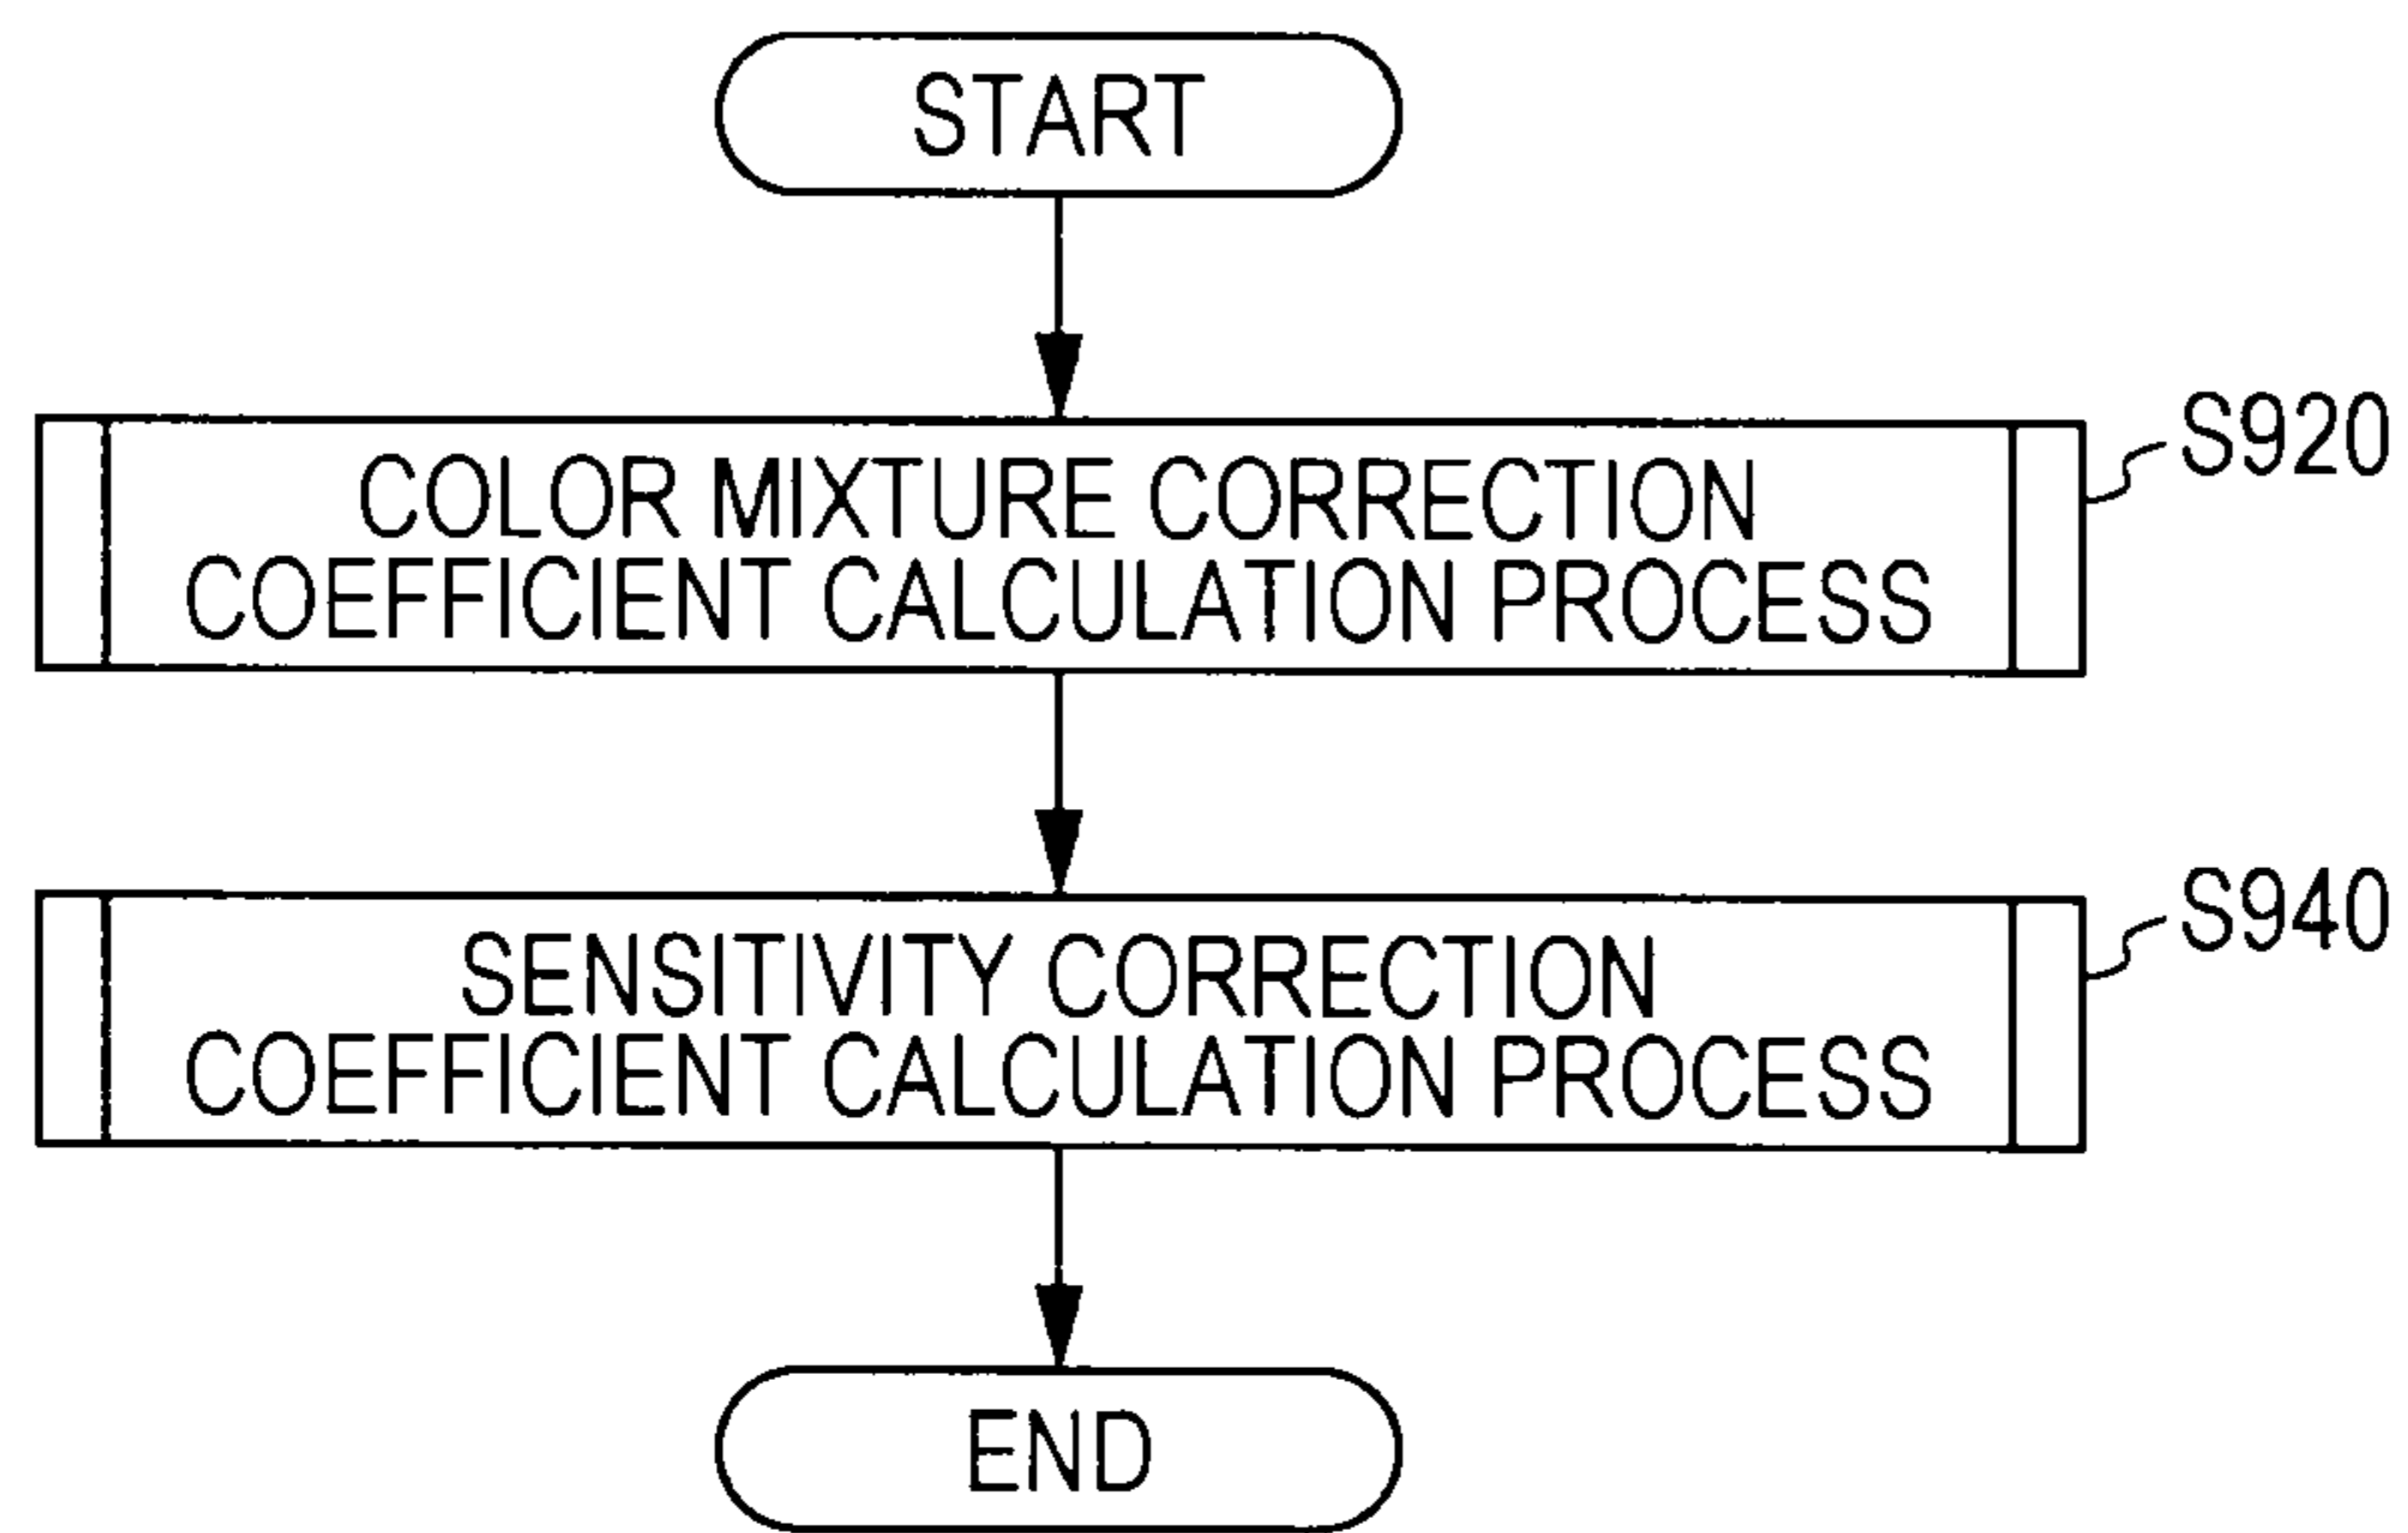 START
COLOR MIXTURE CORRECTION
COEFFICIENT CALCULATION PROCESS
S920
SENSITIVITY CORRECTION
COEFFICIENT CALCULATION PROCESS
S940
END